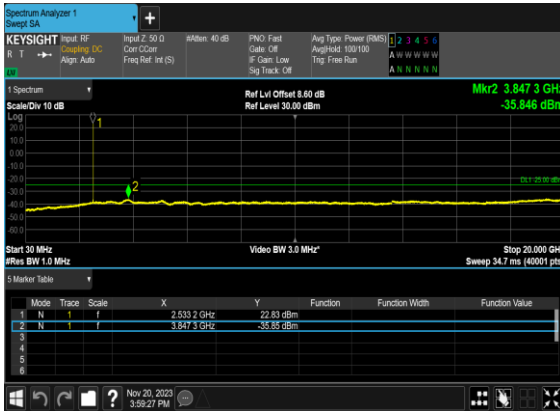 Spectrum Analyzer 1
Swept SA
+
KEYSIGHT Input: RF Input Z: 50 Ω #Atten: 40 dB PNO: Fast Avg Type: Power (RMS) 1 2 3 4 5 6
R T Coupling: DC Corr CCorr Gate: Off Avg|Hold: 100/100 A W W W W W
Align: Auto Freq Ref: Int (S) IF Gain: Low Trig: Free Run
Sig Track: Off A N N N N N
1 Spectrum Mkr2 3.847 3 GHz
Scale/Div 10 dB Ref Lvl Offset 8.60 dB -35.846 dBm
Ref Level 30.00 dBm
Log
1
20.0
10.0
0.00
-10.0
-20.0
DL1 -25.00 dBm
-30.0
2
-40.0
-50.0
-60.0
Start 30 MHz Video BW 3.0 MHz* Stop 20.000 GHz
#Res BW 1.0 MHz Sweep 34.7 ms (40001 pts)
5 Marker Table
Mode Trace Scale X Y Function Function Width Function Value
1 N 1 f 2.533 2 GHz 22.83 dBm
2 N 1 f 3.847 3 GHz -35.85 dBm
3
4
5
6
? Nov 20, 2023
3:59:27 PM